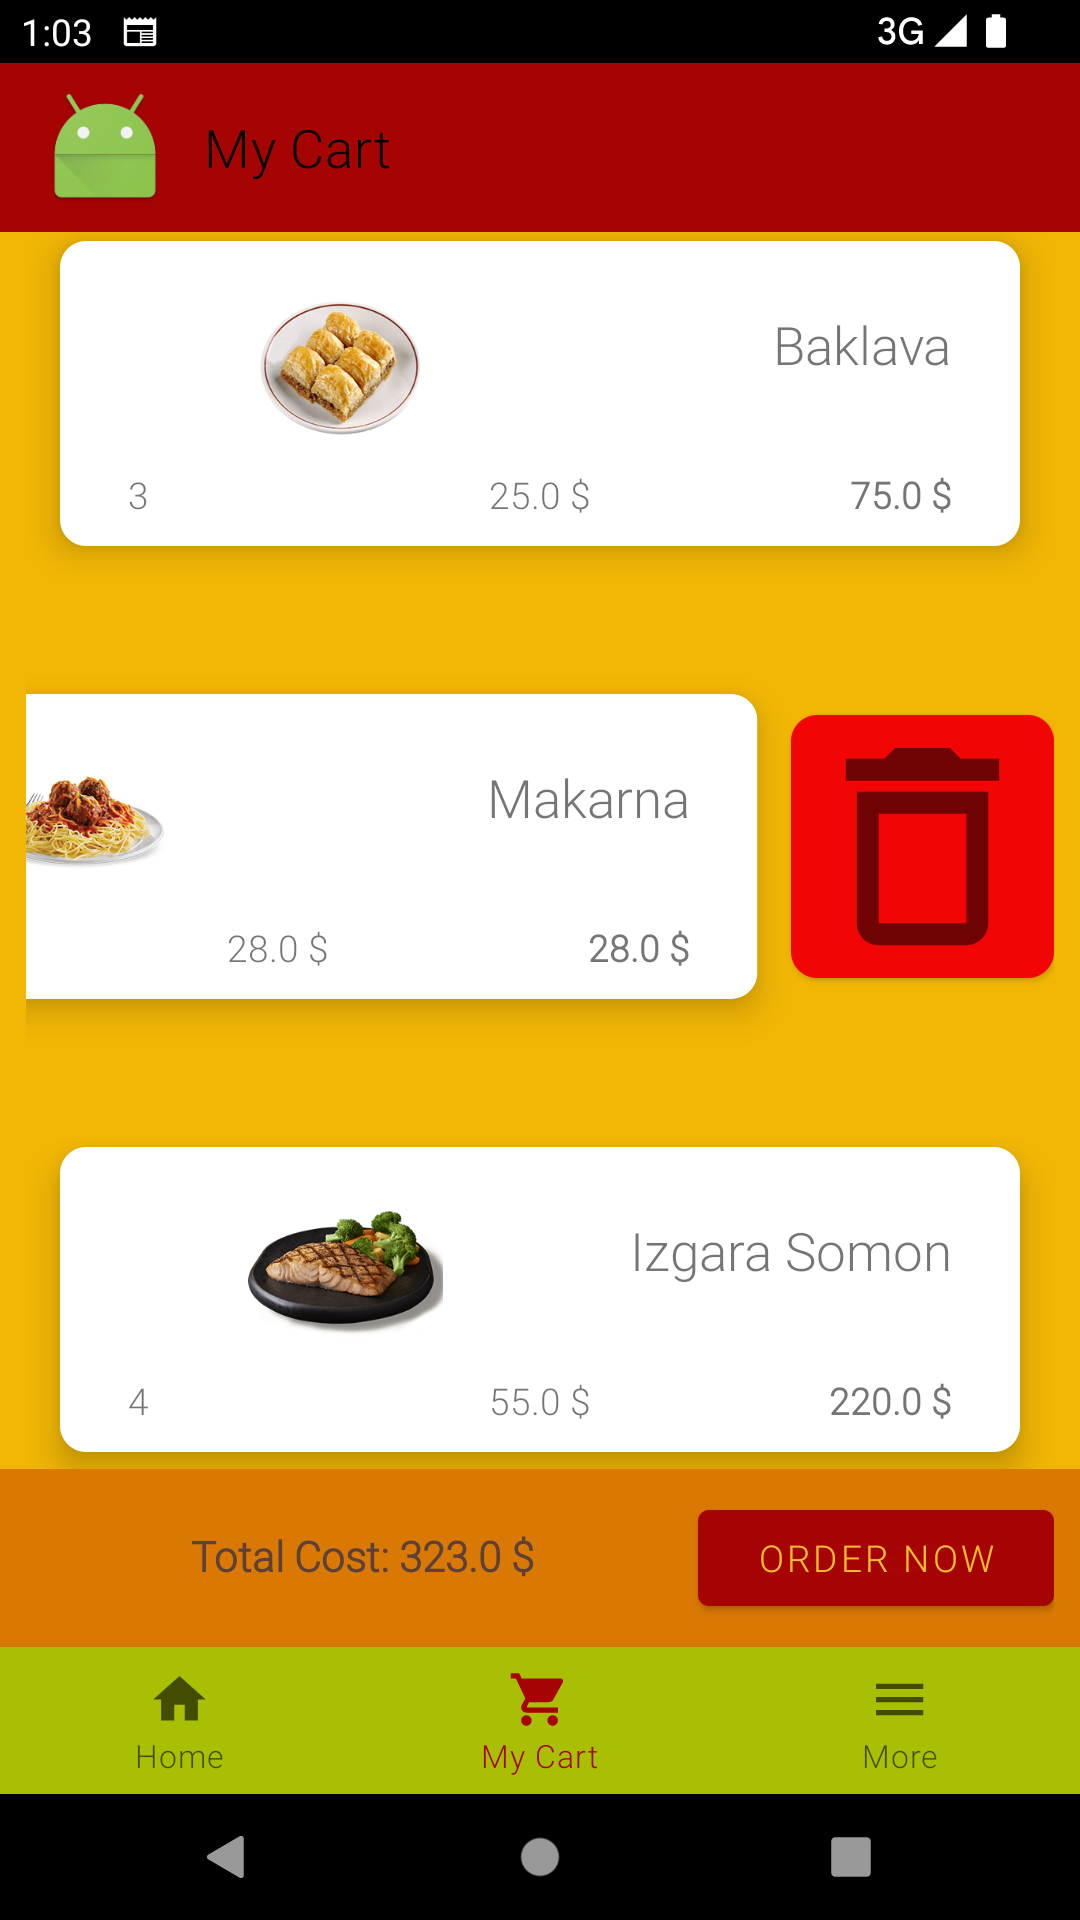 1:03 3G
My Cart
Baklava
3 25.0 $ 75.0 $
Makarna
28.0 $ 28.0 $
Izgara Somon
4 55.0 $ 220.0 $
Total Cost: 323.0 $ ORDER NOW
Home My Cart More